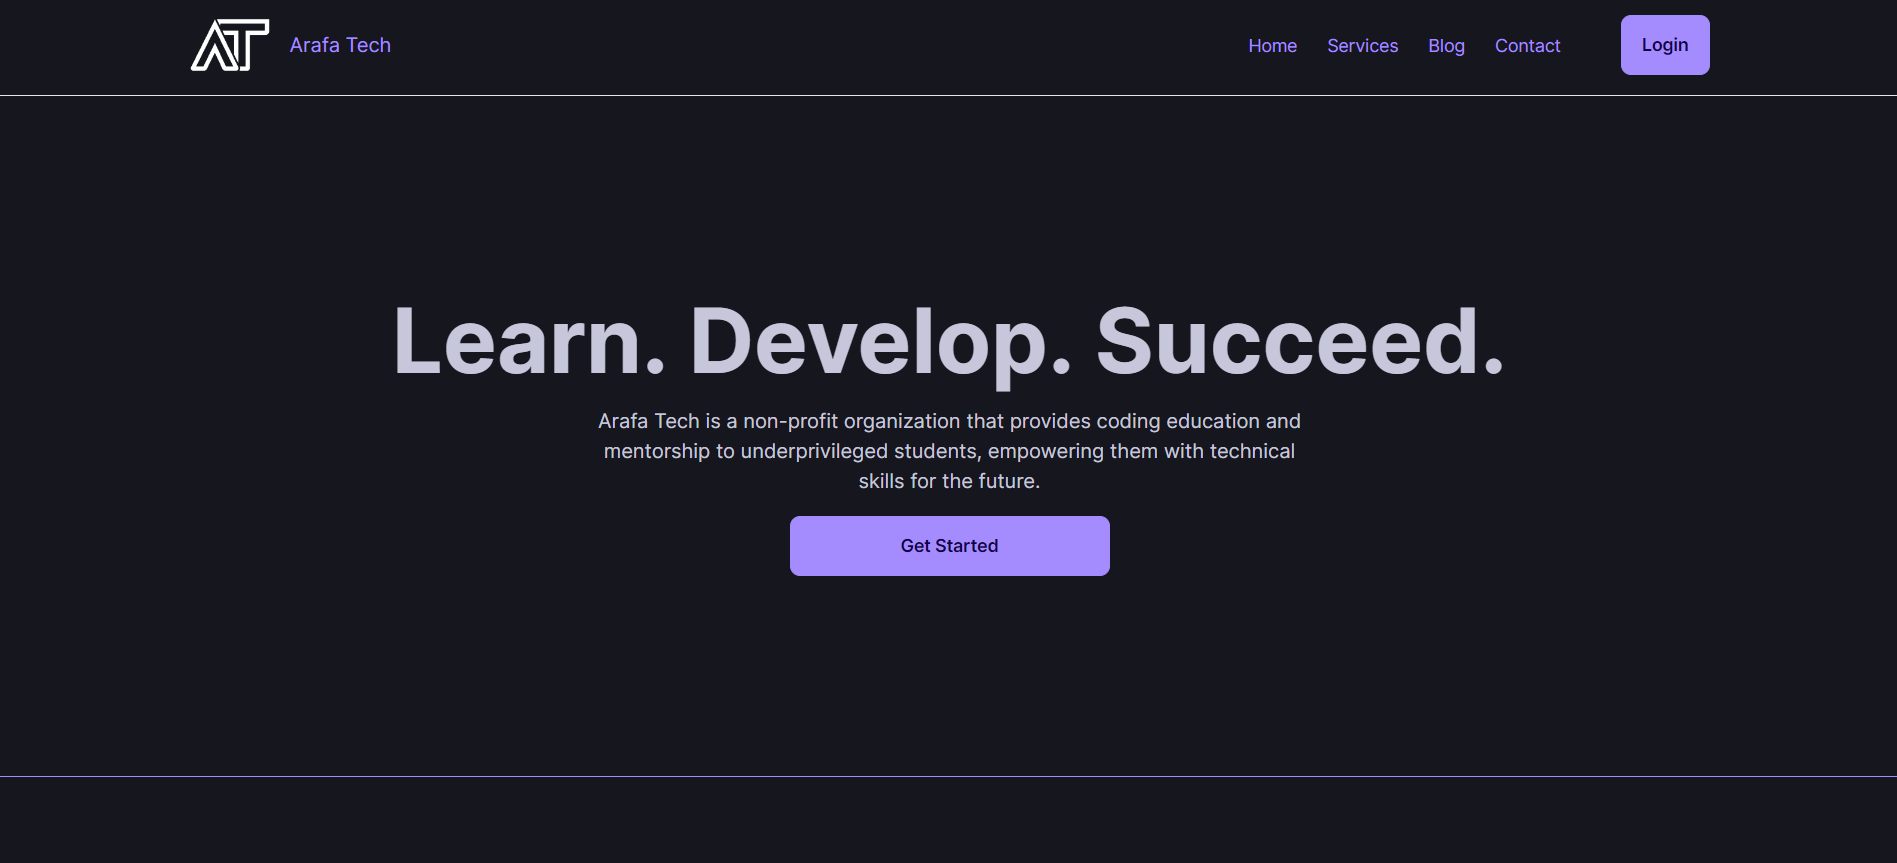 AT
Arafa Tech
Home
Services
Blog
Contact
Login
Learn. Develop. Succeed.
Arafa Tech is a non-profit organization that provides coding education and
mentorship to underprivileged students, empowering them with technical
skills for the future.
Get Started